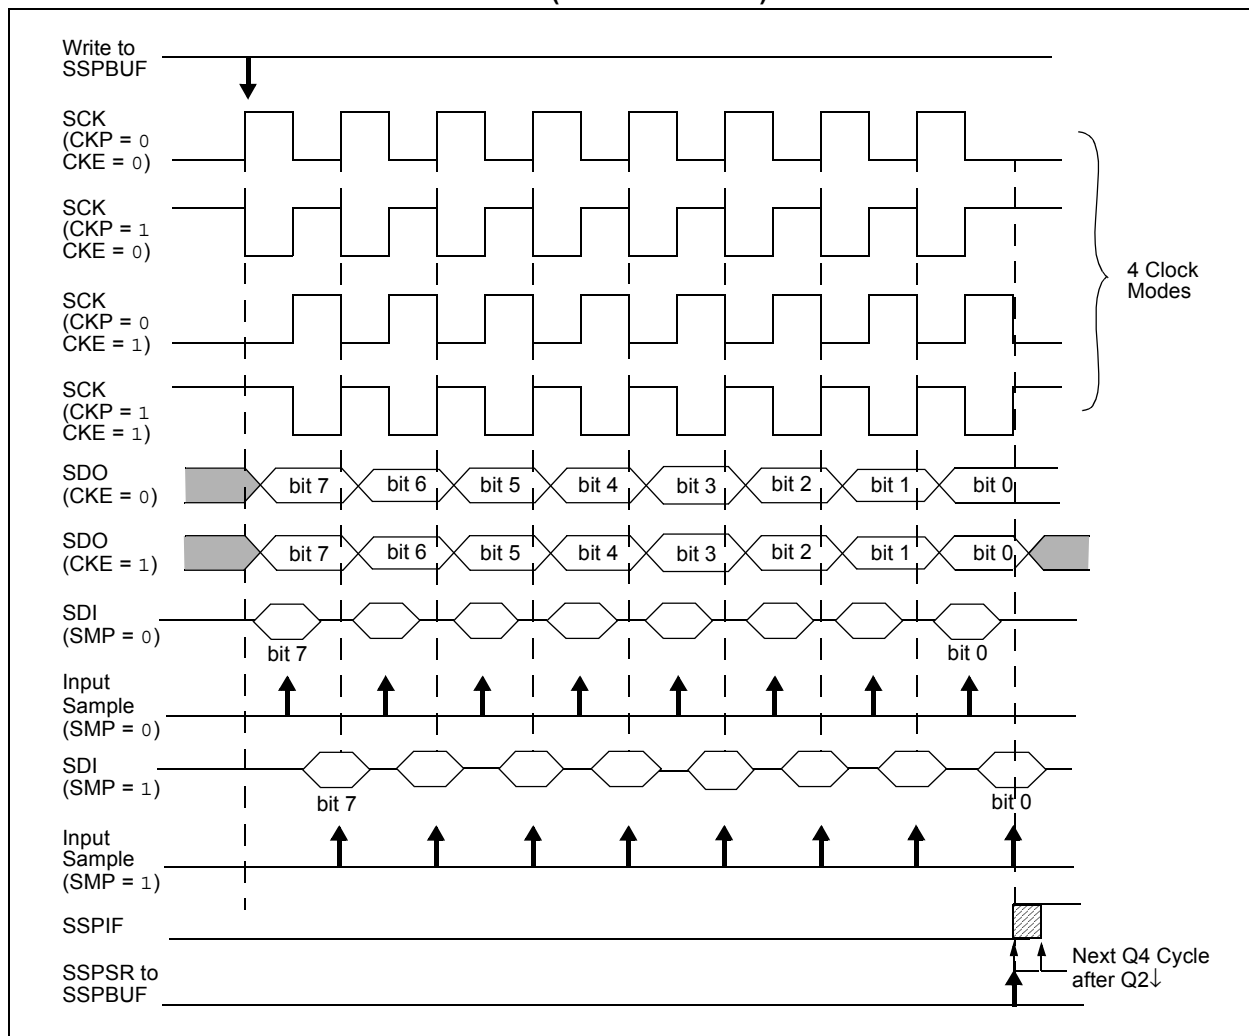 Write to
SSPBUF
SCK
(CKP = 0
CKE = 0)
SCK
(CKP = 1
CKE = 0)
SCK
(CKP = 0
CKE = 1)
SCK
(CKP = 1
CKE = 1)
4 Clock
Modes
SDO
(CKE = 0)
bit 7 bit 6 bit 5 bit 4 bit 3 bit 2 bit 1 bit 0
SDO
(CKE = 1)
bit 7 bit 6 bit 5 bit 4 bit 3 bit 2 bit 1 bit 0
SDI
(SMP = 0)
bit 7 bit 0
Input
Sample
(SMP = 0)
SDI
(SMP = 1)
bit 7 bit 0
Input
Sample
(SMP = 1)
SSPIF
Next Q4 Cycle
after Q2↓
SSPSR to
SSPBUF